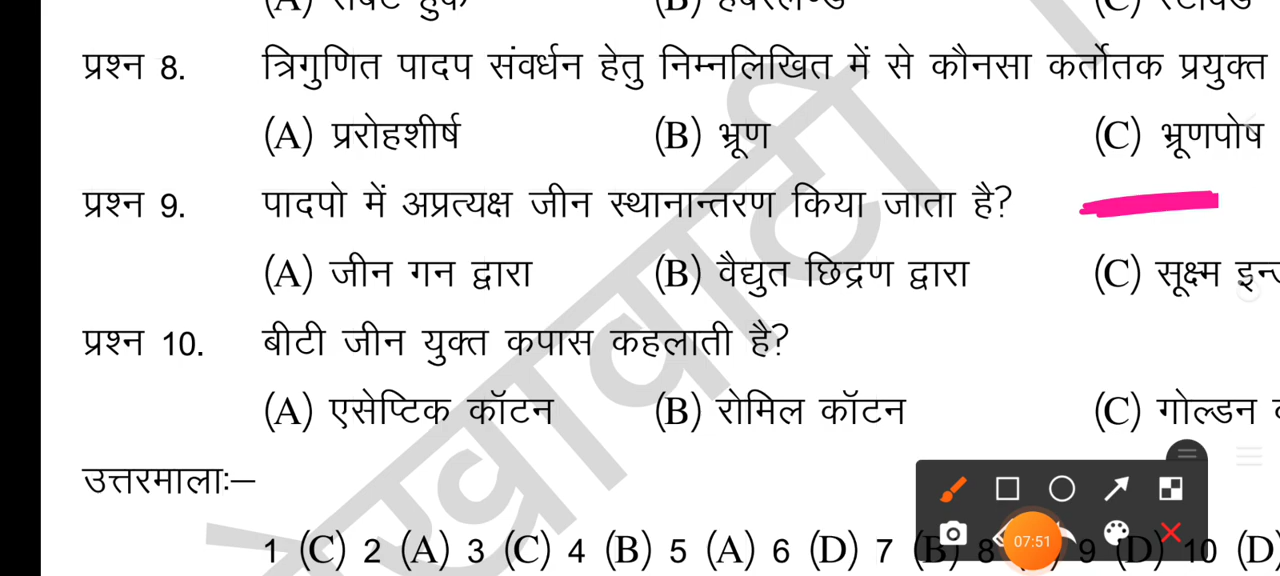 प्रश्न 8. त्रिगुणित पादप संवर्धन हेतु निम्नलिखित में से कौनसा कर्तोतक प्रयुक्त
(A) प्ररोहशीर्ष (B) भ्रूण (C) भ्रूणपोष
प्रश्न 9. पादपो में अप्रत्यक्ष जीन स्थानान्तरण किया जाता है?
(A) जीन गन द्वारा (B) वैद्युत छिद्रण द्वारा (C) सूक्ष्म
प्रश्न 10. बीटी जीन युक्त कपास कहलाती है?
(A) एसेप्टिक कॉटन (B) रोमिल कॉटन (C) गोल्डन
उत्तरमालाः–
1 (C) 2 (A) 3 (C) 4 (B) 5 (A) 6 (D) 7 (B) 8 9 (D) 10 (D)
07:51